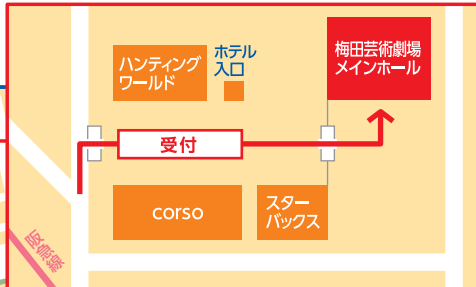 ハンティング
ワールド
ホテル
入口
梅田芸術劇場
メインホール
受付
corso
スター
バックス
阪急線